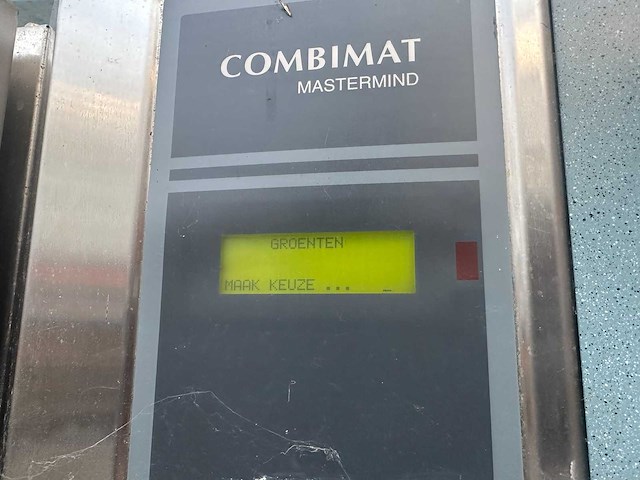 COMBIMAT
MASTERMIND
GROENTEN
MAAK KEUZE ... _